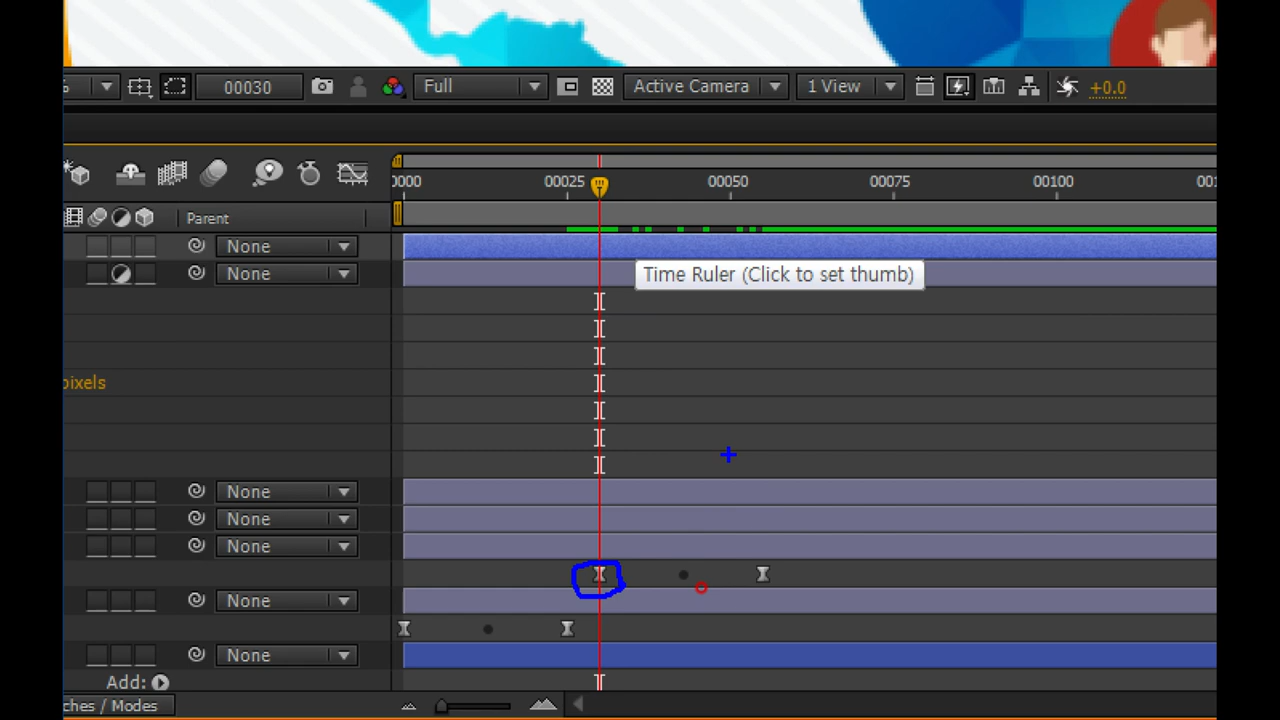 % 00030 Full Active Camera 1 View +0.0
0000 00025 00050 00075 00100
Parent
None
None
Time Ruler (Click to set thumb)
pixels
None
None
None
None
None
Add:
ches / Modes